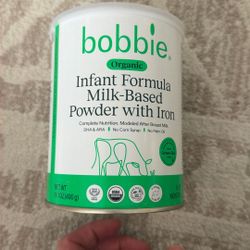 bobbie®
Organic
Infant Formula
Milk-Based
Powder with Iron
Complete Nutrition, Modeled After Breast Milk
DHA & ARA | No Corn Syrup | No Palm Oil
NET WT